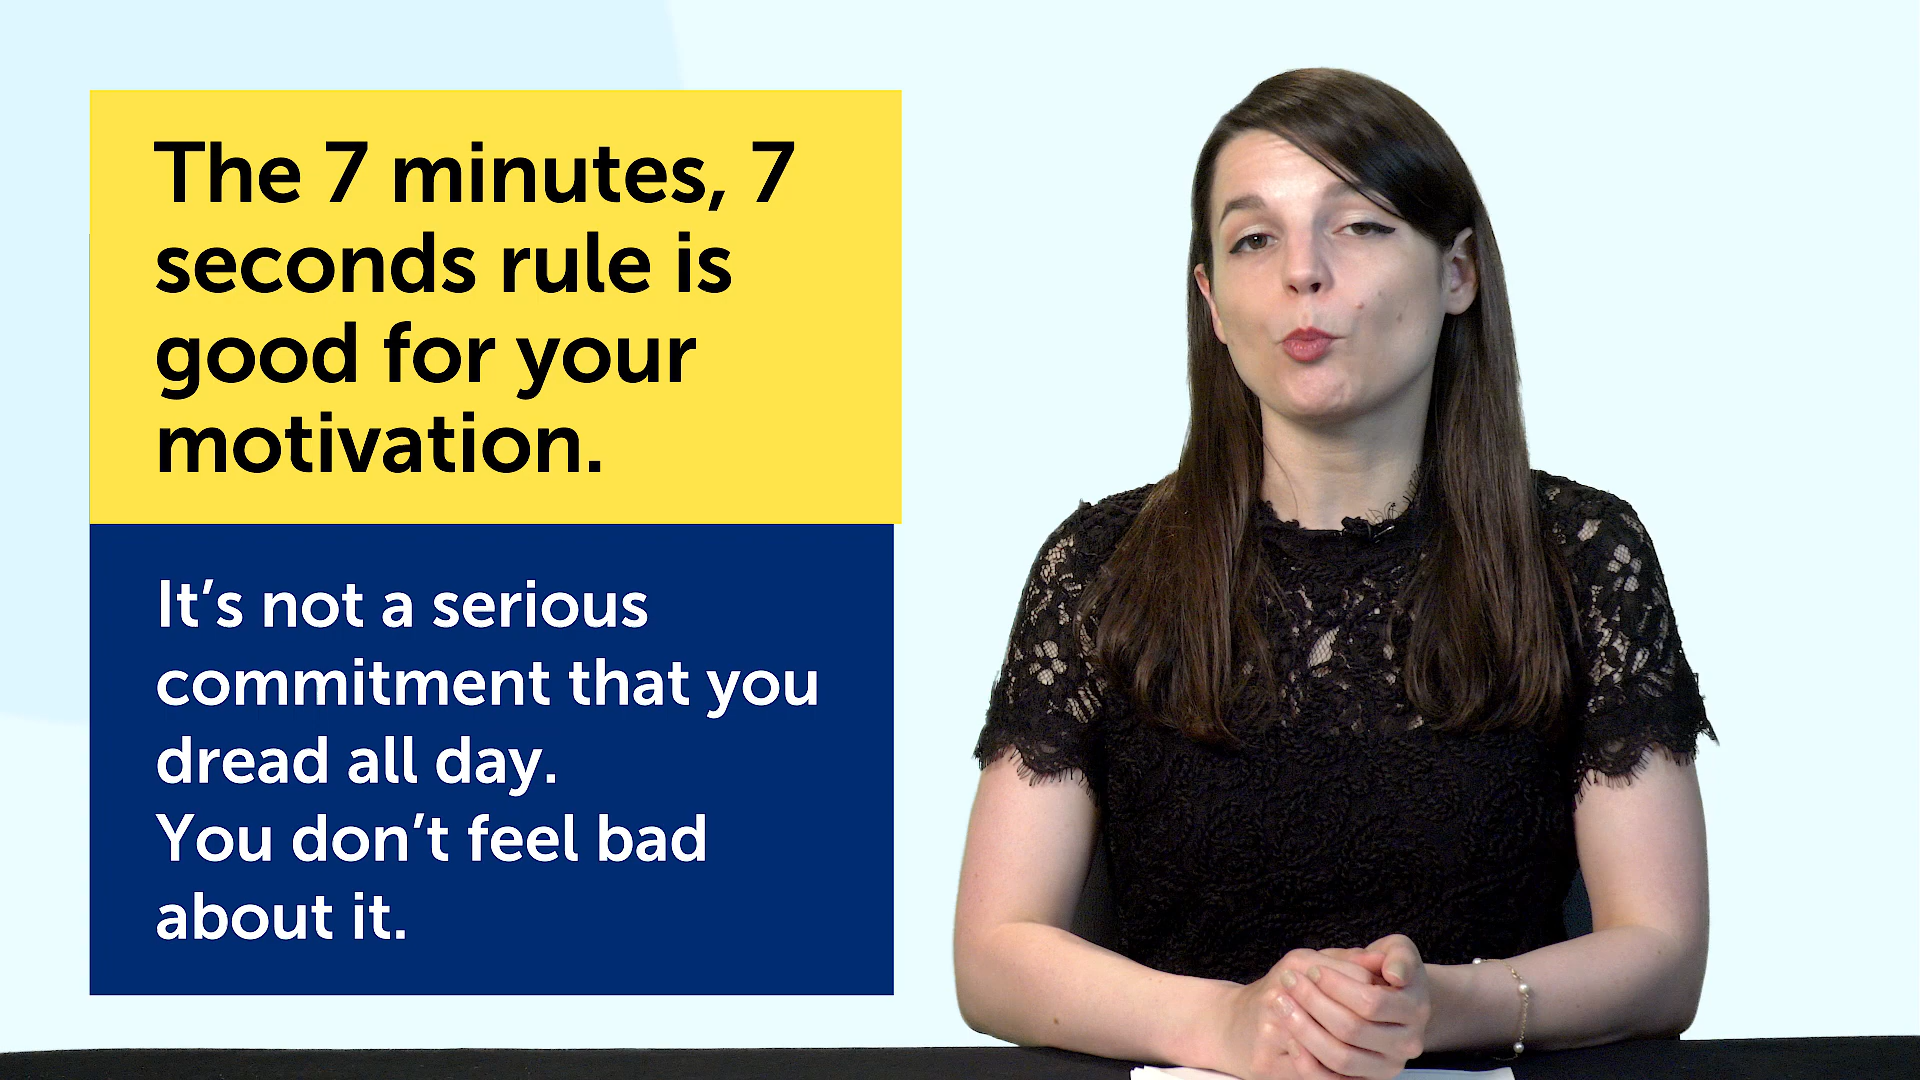 The 7 minutes, 7
seconds rule is
good for your
motivation.
It’s not a serious
commitment that you
dread all day.
You don’t feel bad
about it.